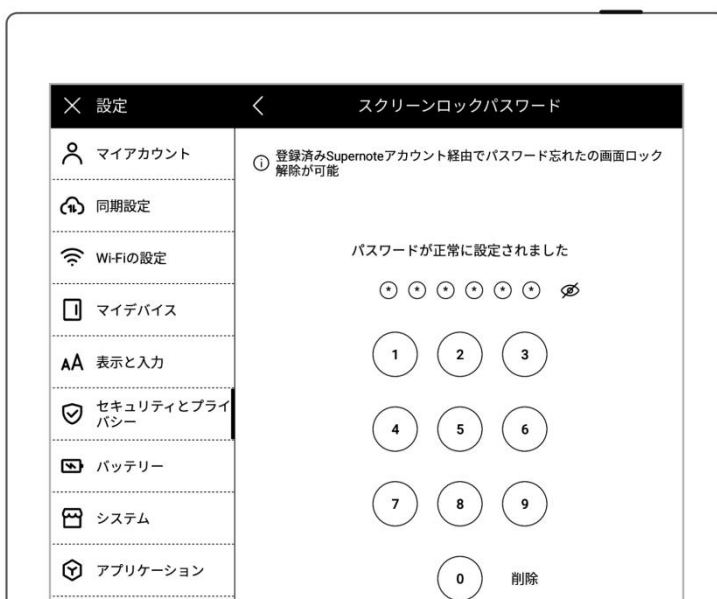 設定
スクリーンロックパスワード
マイアカウント
同期設定
Wi-Fiの設定
マイデバイス
表示と入力
セキュリティとプライ
バシー
バッテリー
システム
アプリケーション
登録済みSupernoteアカウント経由でパスワード忘れたの画面ロック
解除が可能
パスワードが正常に設定されました
* * * * * *
1 2 3
4 5 6
7 8 9
0 削除